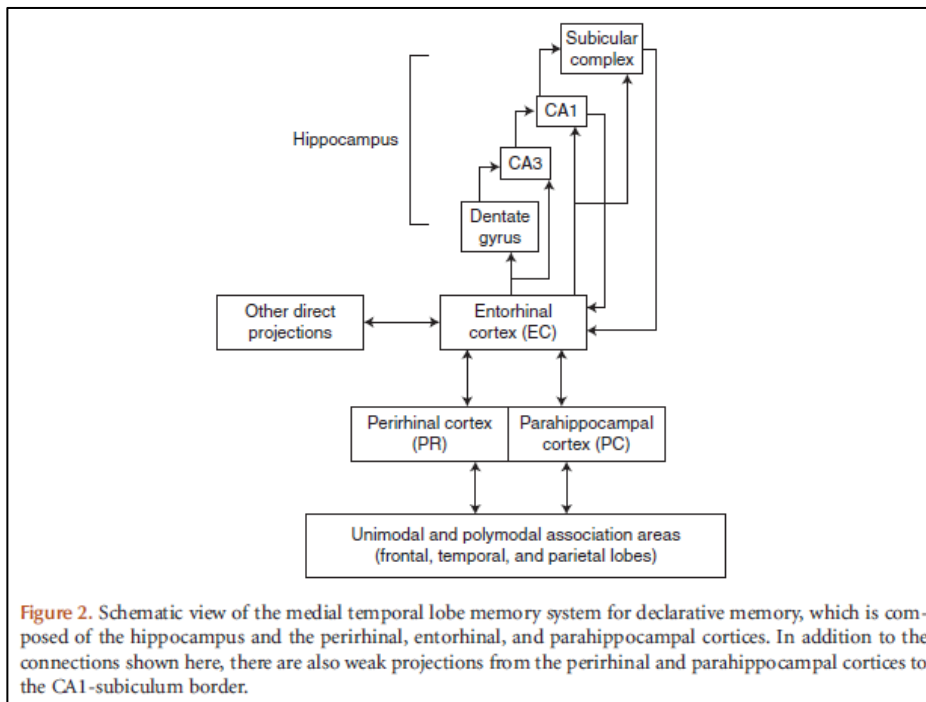 Subicular
complex
CA1
Hippocampus
CA3
Dentate
gyrus
Other direct
projections
Entorhinal
cortex (EC)
Perirhinal cortex
(PR)
Parahippocampal
cortex (PC)
Unimodal and polymodal association areas
(frontal, temporal, and parietal lobes)
Figure 2. Schematic view of the medial temporal lobe memory system for declarative memory, which is com-
posed of the hippocampus and the perirhinal, entorhinal, and parahippocampal cortices. In addition to the
connections shown here, there are also weak projections from the perirhinal and parahippocampal cortices to
the CA1-subiculum border.